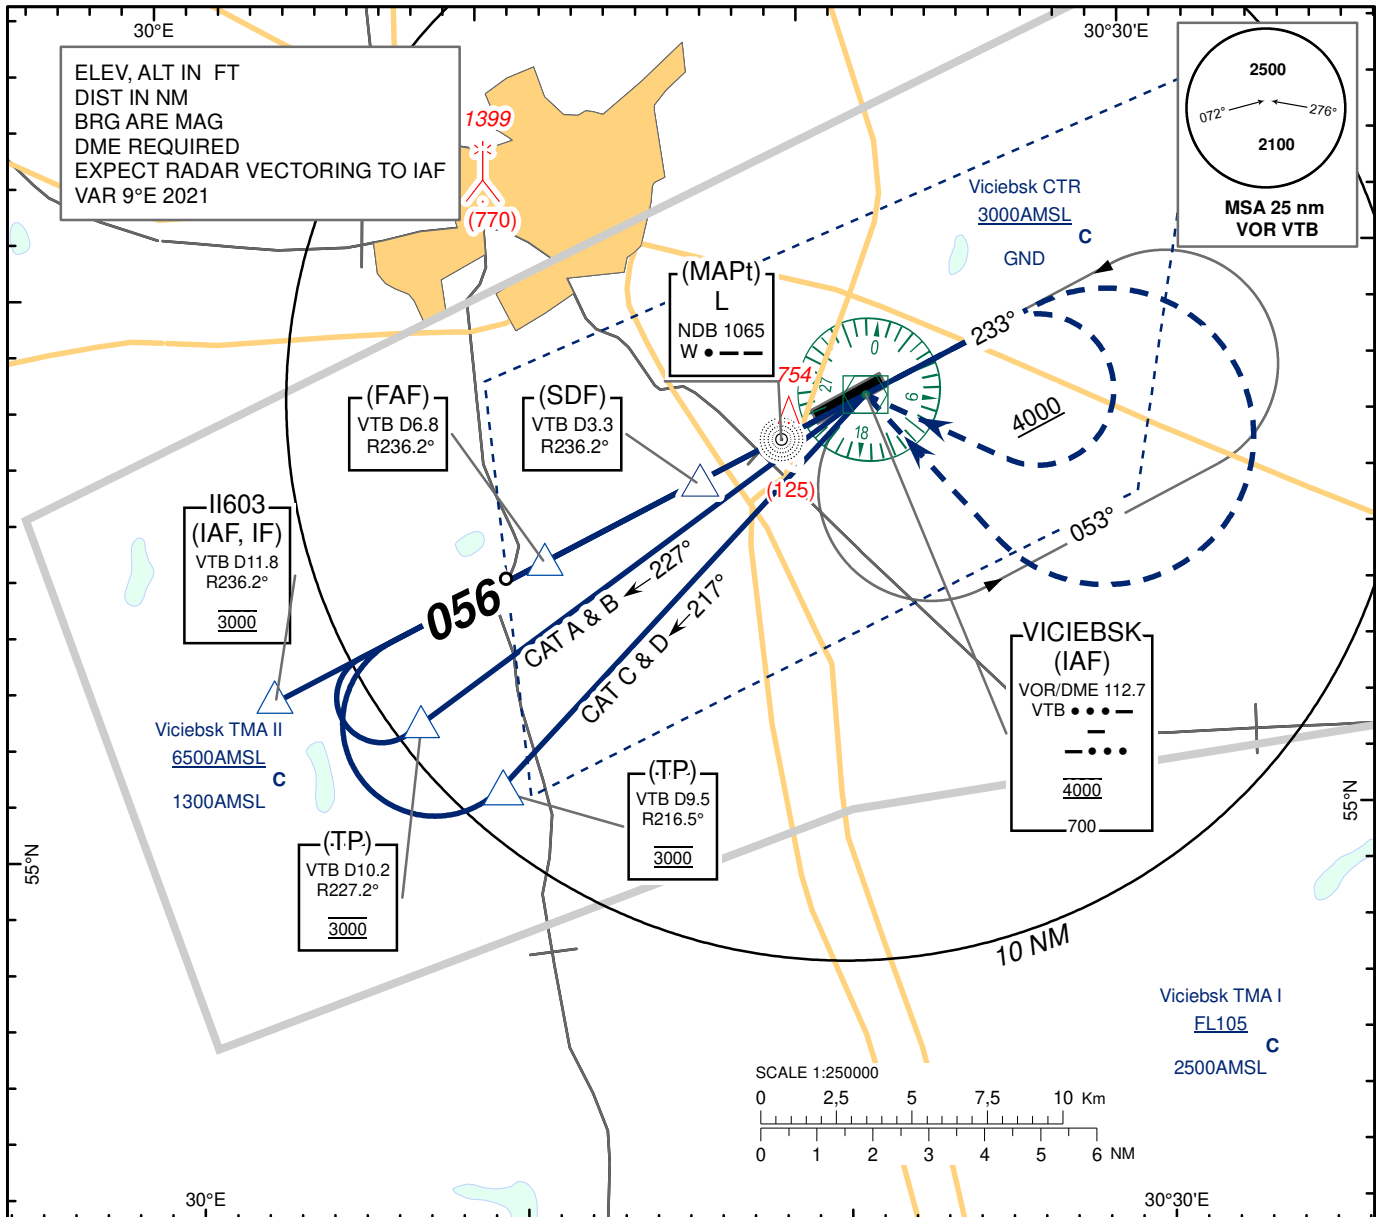 30°E
30°30'E
ELEV, ALT IN FT
DIST IN NM
BRG ARE MAG
DME REQUIRED
EXPECT RADAR VECTORING TO IAF
VAR 9°E 2021
1399
(770)
2500
072°
276°
2100
MSA 25 nm
VOR VTB
Viciebsk CTR
3000AMSL
C
GND
(MAPt)
L
NDB 1065
W
754
(125)
0
9
18
27
233°
4000
053°
(FAF)
VTB D6.8
R236.2°
(SDF)
VTB D3.3
R236.2°
II603
(IAF, IF)
VTB D11.8
R236.2°
3000
056°
CAT A & B
227°
CAT C & D
217°
Viciebsk TMA II
6500AMSL
C
1300AMSL
(TP)
VTB D10.2
R227.2°
3000
(TP)
VTB D9.5
R216.5°
3000
VICIEBSK
(IAF)
VOR/DME 112.7
VTB
4000
700
55°N
55°N
10 NM
Viciebsk TMA I
FL105
C
2500AMSL
SCALE 1:250000
0 2,5 5 7,5 10 Km
0 1 2 3 4 5 6 NM
30°E
30°30'E